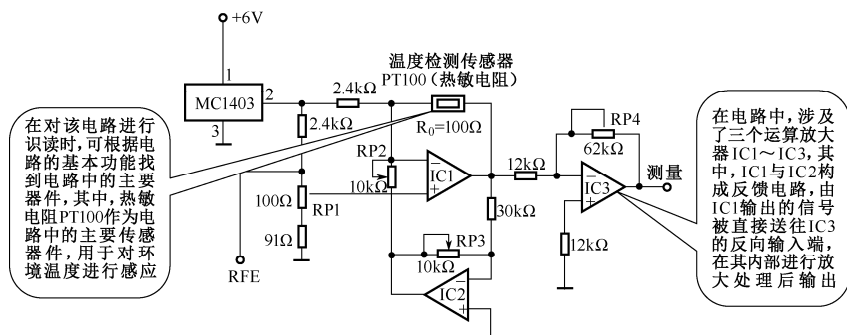 +6V
温度检测传感器
PT100（热敏电阻）
1
MC1403
2
3
2.4kΩ
2.4kΩ
R₀=100Ω
RP4
62kΩ
测量
12kΩ
RP2
10kΩ
IC1
IC3
100Ω
RP1
30kΩ
91Ω
RP3
10kΩ
12kΩ
RFE
IC2
在对该电路进行
识读时，可根据电
路的基本功能找
到电路中的主要
器件，其中，热敏
电阻PT100作为电
路中的主要传感
器件，用于对环
境温度进行感应
在电路中，涉及
了三个运算放大
器IC1～IC3，其
中，IC1与IC2构
成反馈电路，由
IC1输出的信号
被直接送往IC3
的反向输入端，
在其内部进行放
大处理后输出